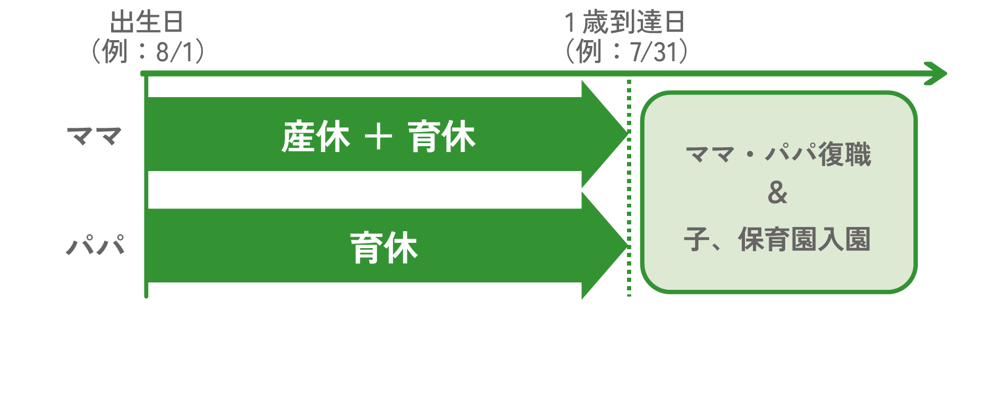 出生日
（例：8/1）
１歳到達日
（例：7/31）
ママ
産休 ＋ 育休
パパ
育休
ママ・パパ復職
&
子、保育園入園